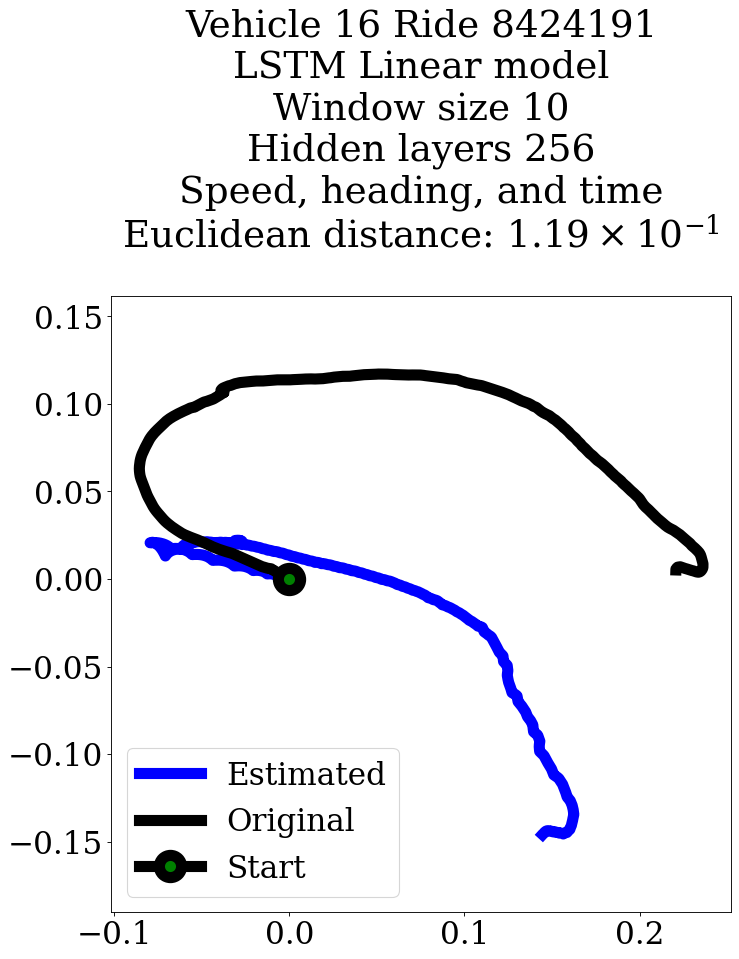 Vehicle 16 Ride 8424191
LSTM Linear model
Window size 10
Hidden layers 256
Speed, heading, and time
Euclidean distance: 1.19 × 10⁻¹
0.15
0.10
0.05
0.00
−0.05
−0.10
−0.15
Estimated
Original
Start
−0.1
0.0
0.1
0.2